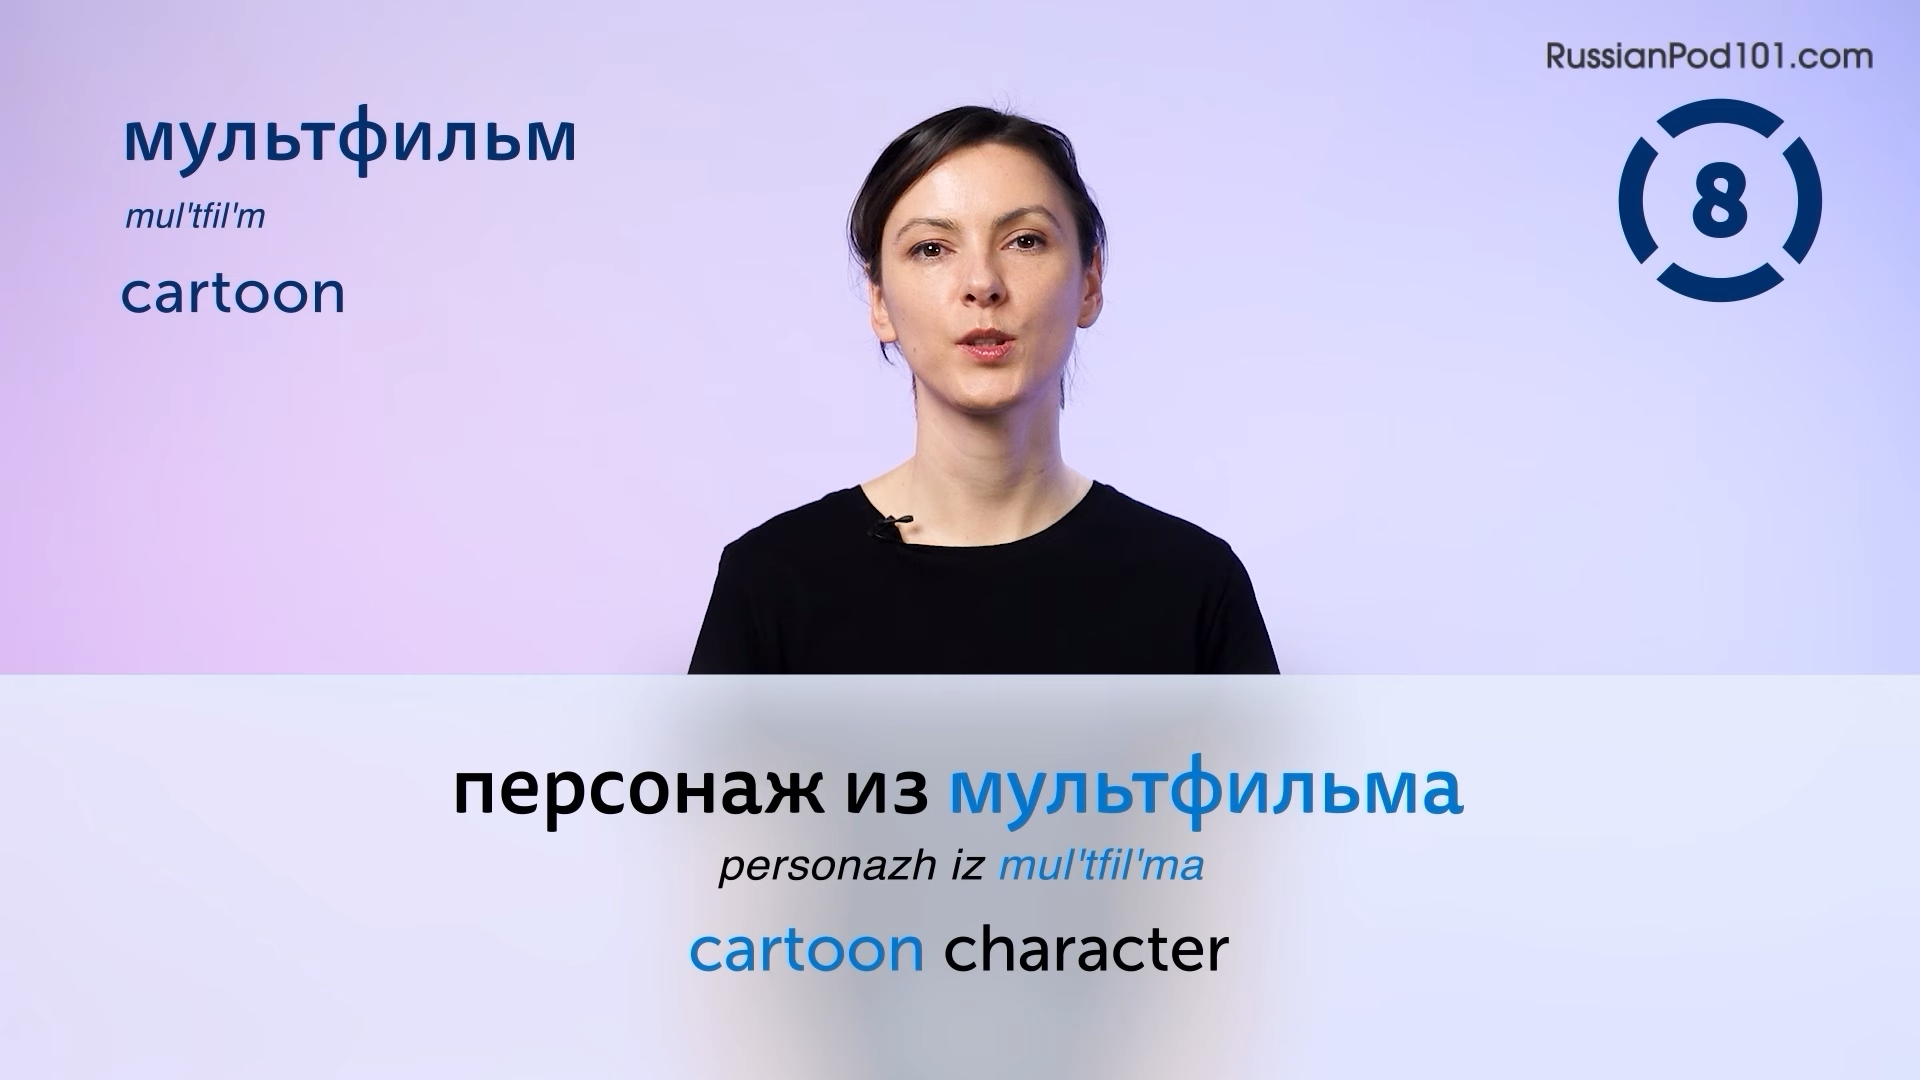 RussianPod101.com
мультфильм
mul'tfil'm
cartoon
8
персонаж из мультфильма
personazh iz mul'tfil'ma
cartoon character